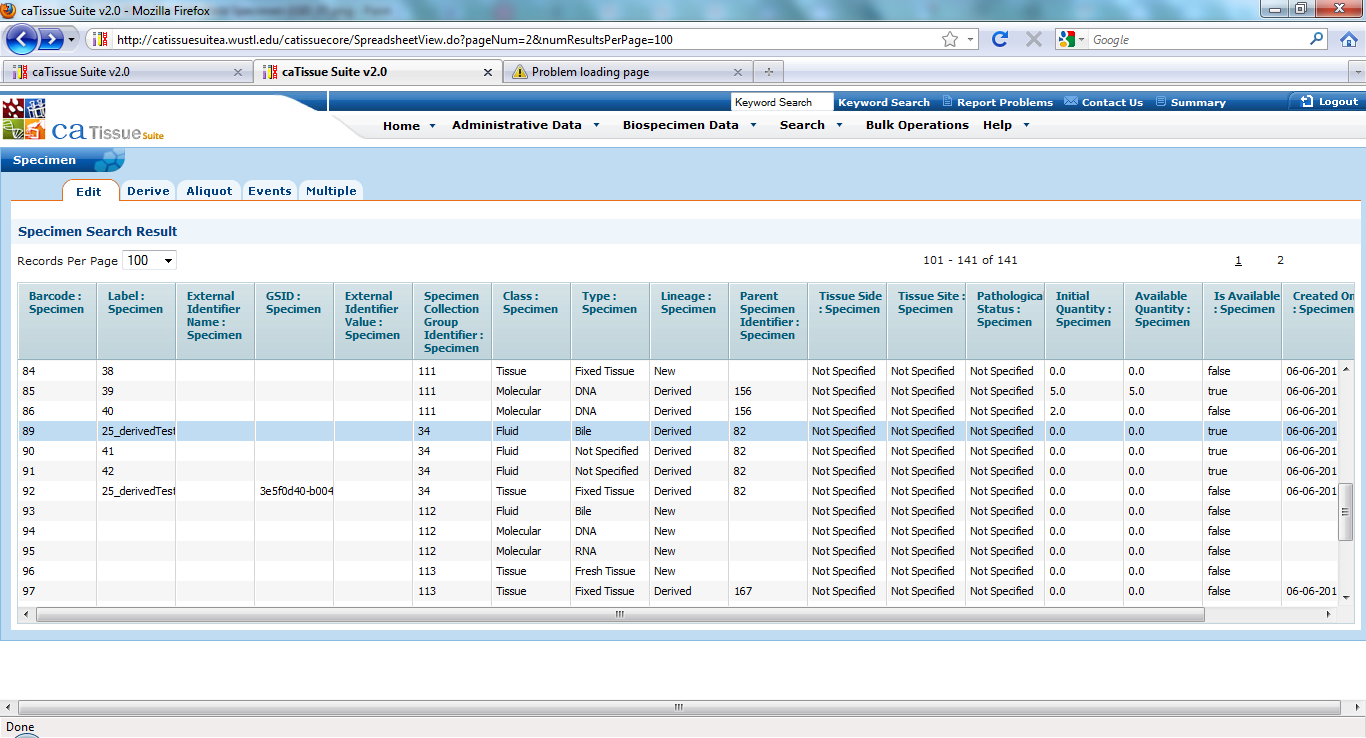 caTissue Suite v2.0 - Mozilla Firefox
http://catissuesuitea.wustl.edu/catissuecore/SpreadsheetView.do?pageNum=2&numResultsPerPage=100 Google
caTissue Suite v2.0 caTissue Suite v2.0 Problem loading page
Keyword Search Keyword Search Report Problems Contact Us Summary Logout
ca Tissue Suite
Home Administrative Data Biospecimen Data Search Bulk Operations Help
Specimen
Edit Derive Aliquot Events Multiple
Specimen Search Result
Records Per Page 100 101 - 141 of 141 1 2
Barcode : Specimen Label : Specimen External Identifier Name : Specimen GSID : Specimen External Identifier Value : Specimen Specimen Collection Group Identifier : Specimen Class : Specimen Type : Specimen Lineage : Specimen Parent Specimen Identifier : Specimen Tissue Side : Specimen Tissue Site : Specimen Pathologica Status : Specimen Initial Quantity : Specimen Available Quantity : Specimen Is Available : Specimen Created On : Specimen
84 38 111 Tissue Fixed Tissue New Not Specified Not Specified Not Specified 0.0 0.0 false 06-06-201
85 39 111 Molecular DNA Derived 156 Not Specified Not Specified Not Specified 5.0 5.0 true 06-06-201
86 40 111 Molecular DNA Derived 156 Not Specified Not Specified Not Specified 2.0 0.0 false 06-06-201
89 25_derivedTest 34 Fluid Bile Derived 82 Not Specified Not Specified Not Specified 0.0 0.0 true 06-06-201
90 41 34 Fluid Not Specified Derived 82 Not Specified Not Specified Not Specified 0.0 0.0 true 06-06-201
91 42 34 Fluid Not Specified Derived 82 Not Specified Not Specified Not Specified 0.0 0.0 true 06-06-201
92 25_derivedTest 3e5f0d40-b004 34 Tissue Fixed Tissue Derived 82 Not Specified Not Specified Not Specified 0.0 0.0 false 06-06-201
93 112 Fluid Bile New Not Specified Not Specified Not Specified 0.0 0.0 false
94 112 Molecular DNA New Not Specified Not Specified Not Specified 0.0 0.0 false
95 112 Molecular RNA New Not Specified Not Specified Not Specified 0.0 0.0 false
96 113 Tissue Fresh Tissue New Not Specified Not Specified Not Specified 0.0 0.0 false
97 113 Tissue Fixed Tissue Derived 167 Not Specified Not Specified Not Specified 0.0 0.0 false 06-06-201
Done